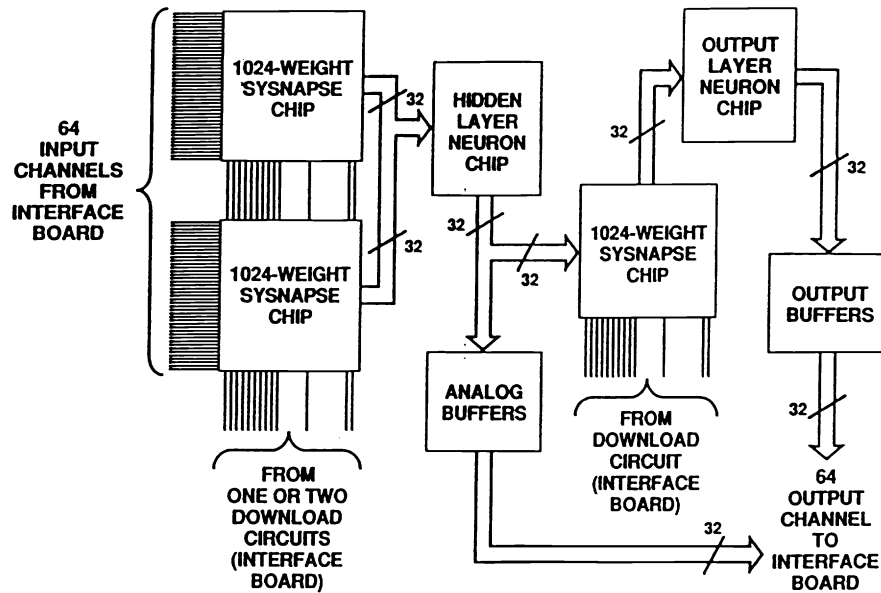 64
INPUT
CHANNELS
FROM
INTERFACE
BOARD
1024-WEIGHT
'SYSNAPSE
CHIP
32
1024-WEIGHT
SYSNAPSE
CHIP
32
FROM
ONE OR TWO
DOWNLOAD
CIRCUITS
(INTERFACE
BOARD)
HIDDEN
LAYER
NEURON
CHIP
32
32
ANALOG
BUFFERS
32
1024-WEIGHT
SYSNAPSE
CHIP
FROM
DOWNLOAD
CIRCUIT
(INTERFACE
BOARD)
32
OUTPUT
LAYER
NEURON
CHIP
32
OUTPUT
BUFFERS
32
64
OUTPUT
CHANNEL
TO
INTERFACE
BOARD